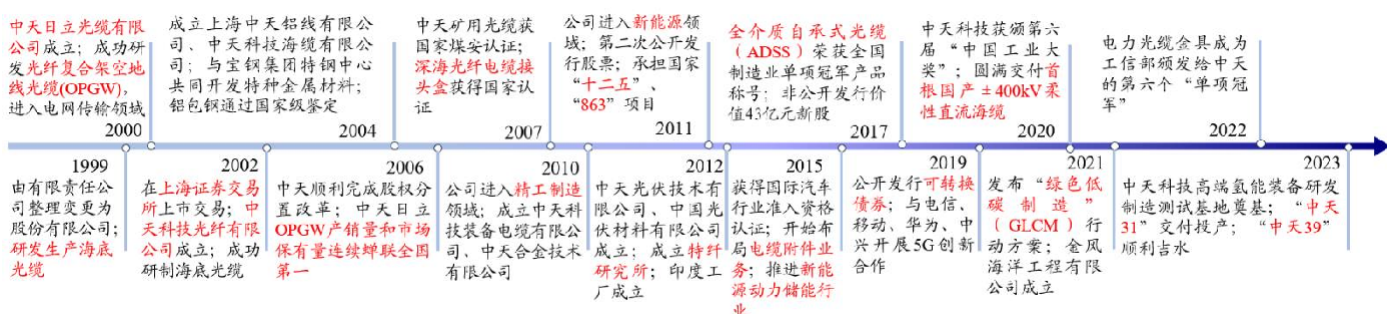 中天日立光缆有限
公司成立；成功研
发光纤复合架空地
线光缆(OPGW)，
进入电网传输领域
2000
成立上海中天铝线有限公
司、中天科技海缆有限公
司；与宝钢集团特钢中心
共同开发特种金属材料；
铝包钢通过国家级鉴定
2004
中天矿用光缆获
国家煤安认证；
深海光纤电缆接
头盒获得国家认
证
2007
公司进入新能源领
域；第二次公开发
行股票；承担国家
“十二五”、
“863”项目
2011
全介质自承式光缆
（ADSS）荣获全国
制造业单项冠军产品
称号；非公开发行价
值43亿元新股
2017
中天科技获颁第六
届“中国工业大
奖”；圆满交付首
根国产±400kV柔
性直流海缆
2020
电力光缆金具成为
工信部颁发给中天
的第六个“单项冠
军”
2022
1999
由有限责任公
司整理变更为
股份有限公司；
研发生产海底
光缆
2002
在上海证券交易
所上市交易；中
天科技光纤有限
公司成立；成功
研制海底光缆
2006
中天顺利完成股权分
置改革；中天日立
OPGW产销量和市场
保有量连续蝉联全国
第一
2010
公司进入精工制造
领域；成立中天科
技装备电缆有限公
司、中天合金技术
有限公司
2012
中天光伏技术有
限公司、中国光
伏材料有限公司
成立；成立特纤
研究所；印度工
厂成立
2015
获得国际汽车
行业准入资格
认证；开始布
局电缆附件业
务；推进新能
源动力储能行
业
2019
公开发行可转换
债券；与电信、
移动、华为、中
兴开展5G创新
合作
2021
发布“绿色低
碳制造”
（GLCM）行
动方案；金风
海洋工程有限
公司成立
2023
中天科技高端氢能装备研发
制造测试基地奠基；“中天
31”交付投产；“中天39”
顺利吉水